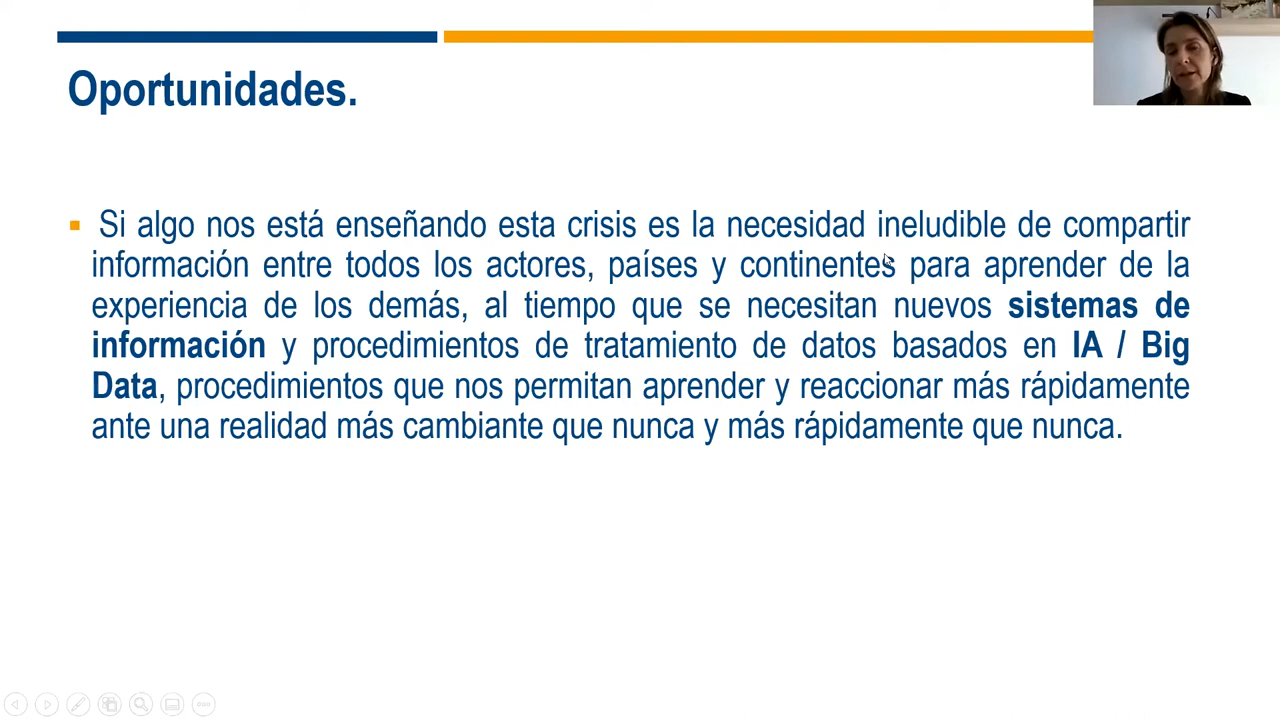 Oportunidades.
▪ Si algo nos está enseñando esta crisis es la necesidad ineludible de compartir
información entre todos los actores, países y continentes para aprender de la
experiencia de los demás, al tiempo que se necesitan nuevos sistemas de
información y procedimientos de tratamiento de datos basados en IA / Big
Data, procedimientos que nos permitan aprender y reaccionar más rápidamente
ante una realidad más cambiante que nunca y más rápidamente que nunca.